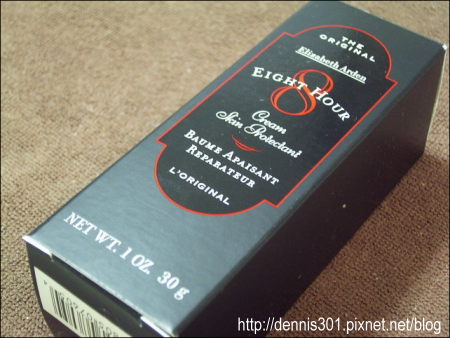 THE ORIGINAL
Elizabeth Arden
EIGHT HOUR
8
Cream
Skin Protectant
BAUME APAISANT
REPARATEUR
L'ORIGINAL
NET WT. 1 OZ. 30g
http://dennis301.pixnet.net/blog